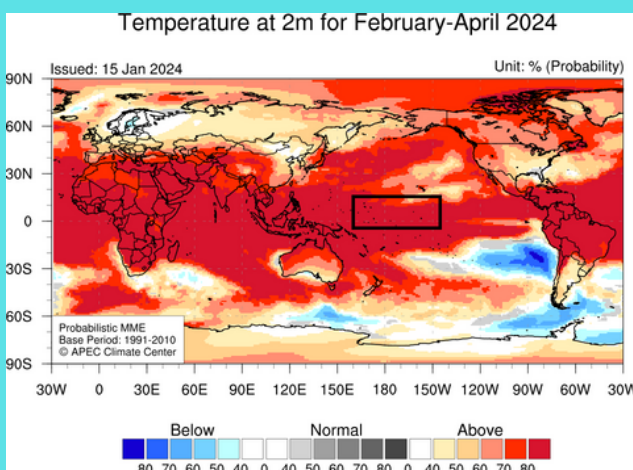 Temperature at 2m for February-April 2024
Issued: 15 Jan 2024 Unit: % (Probability)
90N
60N
30N
0
30S
60S
90S
Probabilistic MME
Base Period: 1991-2010
© APEC Climate Center
30W 0 30E 60E 90E 120E 150E 180 150W 120W 90W 60W 30W
Below Normal Above
80 70 60 50 40 0 40 50 60 70 80 0 40 50 60 70 80